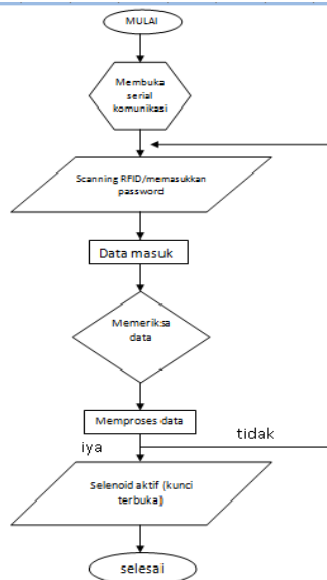 MULAI
Membuka
serial
komunikasi
Scanning RFID/memasukkan
password
Data masuk
Memeriksa
data
Memproses data
iya
tidak
Selenoid aktif (kunci
terbuka)
selesai